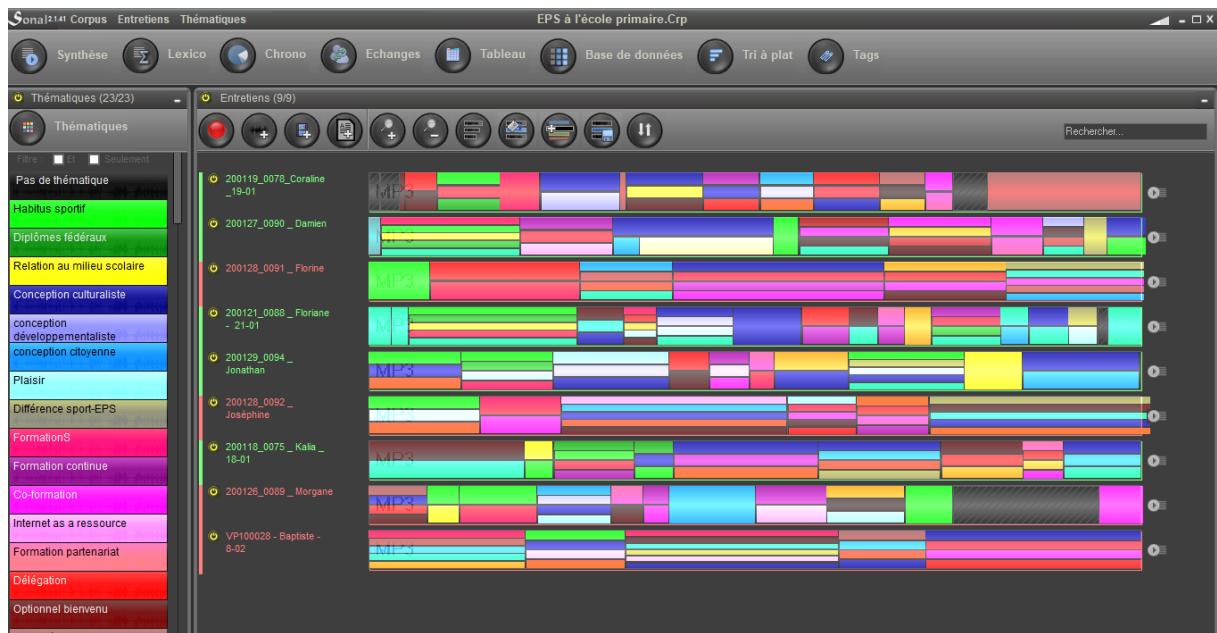 Sonal 2.1.41 Corpus Entretiens Thématiques
EPS à l'école primaire.Crp
Synthèse
Lexico
Chrono
Echanges
Tableau
Base de données
Tri à plat
Tags
Thématiques (23/23)
Entretiens (9/9)
Thématiques
Rechercher...
Filtre : Et Seulement
Pas de thématique
Habitus sportif
Diplômes fédéraux
Relation au milieu scolaire
Conception culturaliste
conception
développementaliste
conception citoyenne
Plaisir
Différence sport-EPS
FormationS
Formation continue
Co-formation
Internet as a ressource
Formation partenariat
Délégation
Optionnel bienvenu
200119_0078_Coraline
_19-01
MP3
200127_0090 _ Damien
MP3
200128_0091 _ Florine
MP3
200121_0088 _ Floriane
- 21-01
MP3
200129_0094 _
Jonathan
MP3
200128_0092 _
Joséphine
MP3
200118_0075 _ Kalia _
18-01
MP3
200126_0089 _ Morgane
MP3
VP100028 - Baptiste -
8-02
MP3